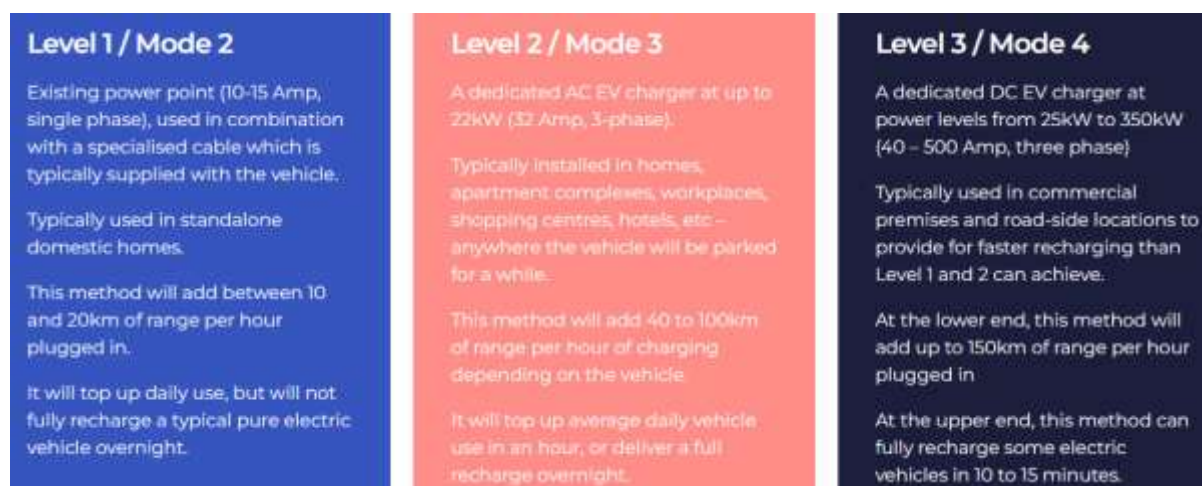 Level 1 / Mode 2
Existing power point (10-15 Amp,
single phase), used in combination
with a specialised cable which is
typically supplied with the vehicle.
Typically used in standalone
domestic homes.
This method will add between 10
and 20km of range per hour
plugged in.
It will top up daily use, but will not
fully recharge a typical pure electric
vehicle overnight.
Level 2 / Mode 3
A dedicated AC EV charger at up to
22kW (32 Amp, 3-phase).
Typically installed in homes,
apartment complexes, workplaces,
shopping centres, hotels, etc –
anywhere the vehicle will be parked
for a while.
This method will add 40 to 100km
of range per hour of charging
depending on the vehicle
It will top up average daily vehicle
use in an hour, or deliver a full
recharge overnight.
Level 3 / Mode 4
A dedicated DC EV charger at
power levels from 25kW to 350kW
(40 – 500 Amp, three phase)
Typically used in commercial
premises and road-side locations to
provide for faster recharging than
Level 1 and 2 can achieve.
At the lower end, this method will
add up to 150km of range per hour
plugged in
At the upper end, this method can
fully recharge some electric
vehicles in 10 to 15 minutes.